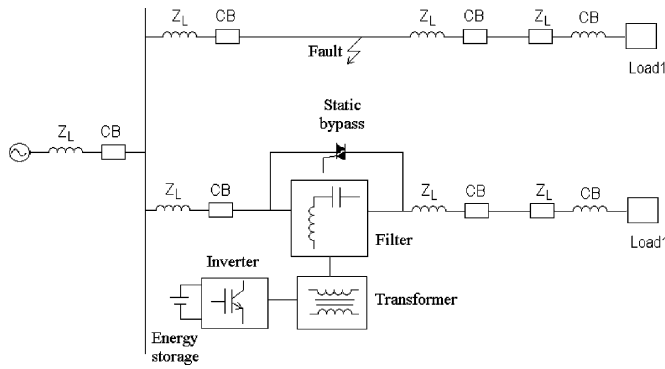 Z_L CB Z_L CB Z_L CB
Fault
Load1
Static
bypass
Z_L CB
Z_L CB Z_L CB Z_L CB
Filter
Load1
Inverter
Transformer
Energy
storage